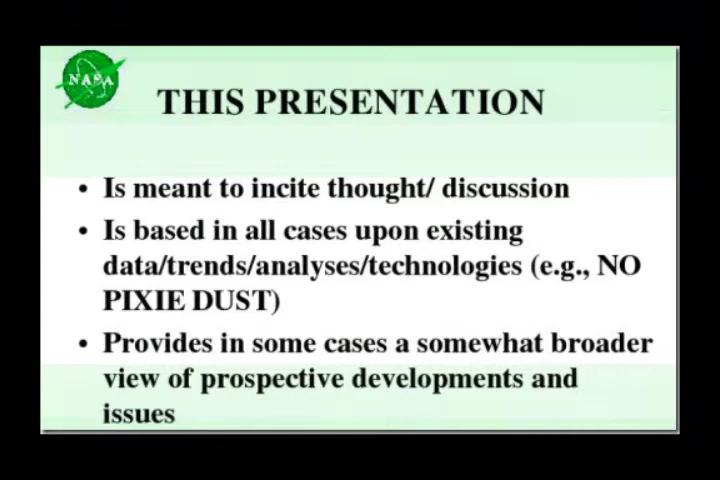 NASA
THIS PRESENTATION
• Is meant to incite thought/ discussion
• Is based in all cases upon existing
data/trends/analyses/technologies (e.g., NO
PIXIE DUST)
• Provides in some cases a somewhat broader
view of prospective developments and
issues